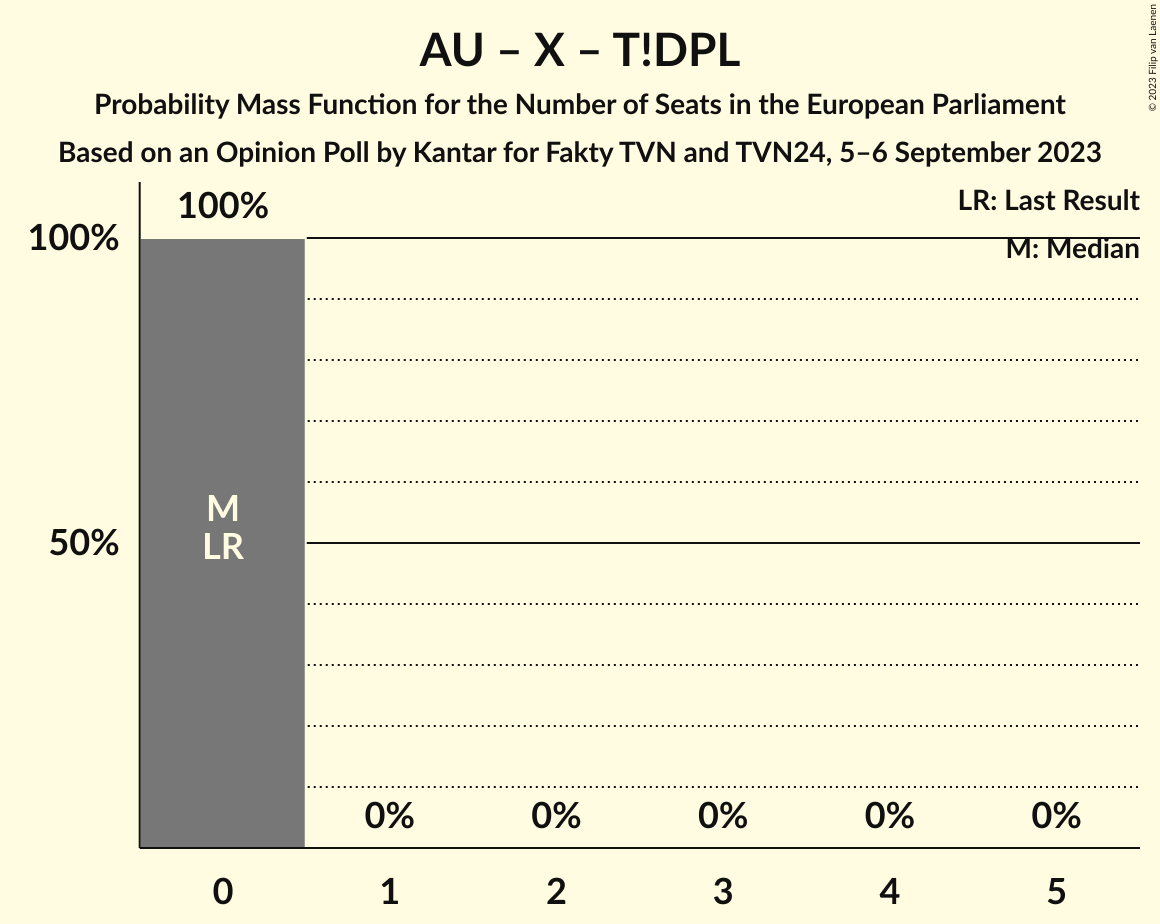 AU – X – T!DPL
Probability Mass Function for the Number of Seats in the European Parliament
Based on an Opinion Poll by Kantar for Fakty TVN and TVN24, 5–6 September 2023
© 2023 Filip van Laenen
LR: Last Result
M: Median
100%
100%
50%
M
LR
0% 0% 0% 0% 0%
0 1 2 3 4 5